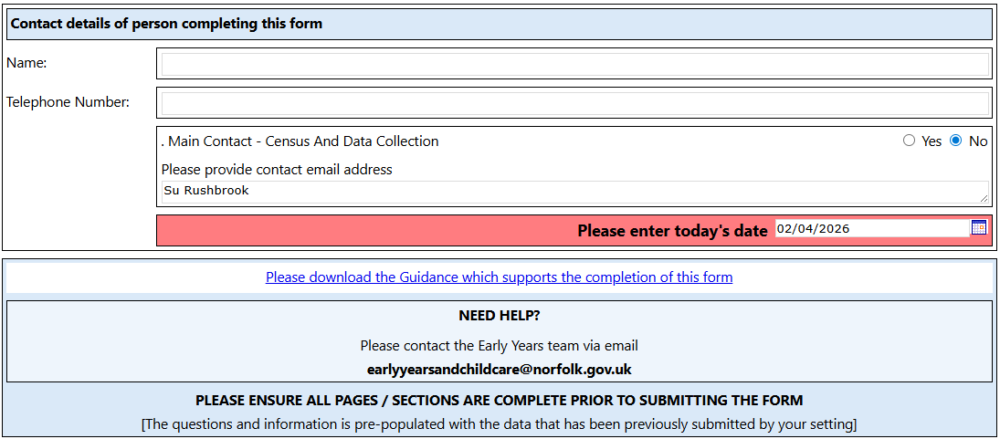 Contact details of person completing this form
Name:
Telephone Number:
. Main Contact - Census And Data Collection Yes No
Please provide contact email address
Su Rushbrook
Please enter today's date 02/04/2026
Please download the Guidance which supports the completion of this form
NEED HELP?
Please contact the Early Years team via email
earlyyearsandchildcare@norfolk.gov.uk
PLEASE ENSURE ALL PAGES / SECTIONS ARE COMPLETE PRIOR TO SUBMITTING THE FORM
[The questions and information is pre-populated with the data that has been previously submitted by your setting]